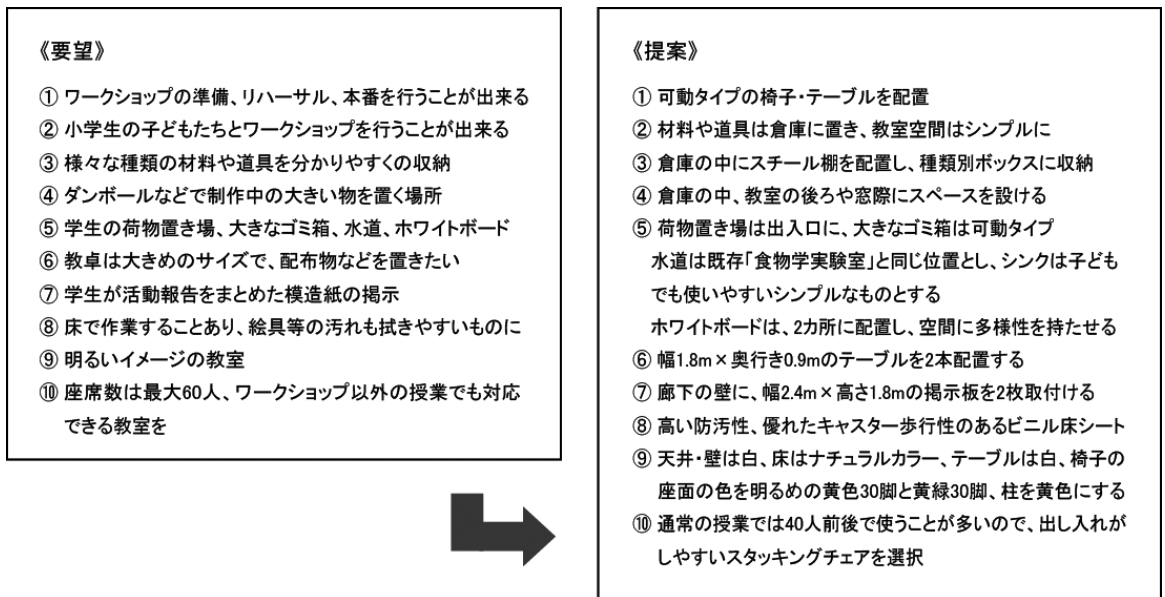 《要望》
① ワークショップの準備、リハーサル、本番を行うことが出来る
② 小学生の子どもたちとワークショップを行うことが出来る
③ 様々な種類の材料や道具を分かりやすくの収納
④ ダンボールなどで制作中の大きい物を置く場所
⑤ 学生の荷物置き場、大きなゴミ箱、水道、ホワイトボード
⑥ 教卓は大きめのサイズで、配布物などを置きたい
⑦ 学生が活動報告をまとめた模造紙の掲示
⑧ 床で作業することあり、絵具等の汚れも拭きやすいものに
⑨ 明るいイメージの教室
⑩ 座席数は最大60人、ワークショップ以外の授業でも対応
できる教室を
《提案》
① 可動タイプの椅子・テーブルを配置
② 材料や道具は倉庫に置き、教室空間はシンプルに
③ 倉庫の中にスチール棚を配置し、種類別ボックスに収納
④ 倉庫の中、教室の後ろや窓際にスペースを設ける
⑤ 荷物置き場は出入口に、大きなゴミ箱は可動タイプ
水道は既存「食物学実験室」と同じ位置とし、シンクは子ども
でも使いやすいシンプルなものとする
ホワイトボードは、2カ所に配置し、空間に多様性を持たせる
⑥ 幅1.8m×奥行き0.9mのテーブルを2本配置する
⑦ 廊下の壁に、幅2.4m×高さ1.8mの掲示板を2枚取付ける
⑧ 高い防汚性、優れたキャスター歩行性のあるビニル床シート
⑨ 天井・壁は白、床はナチュラルカラー、テーブルは白、椅子の
座面の色を明るめの黄色30脚と黄緑30脚、柱を黄色にする
⑩ 通常の授業では40人前後で使うことが多いので、出し入れが
しやすいスタッキングチェアを選択